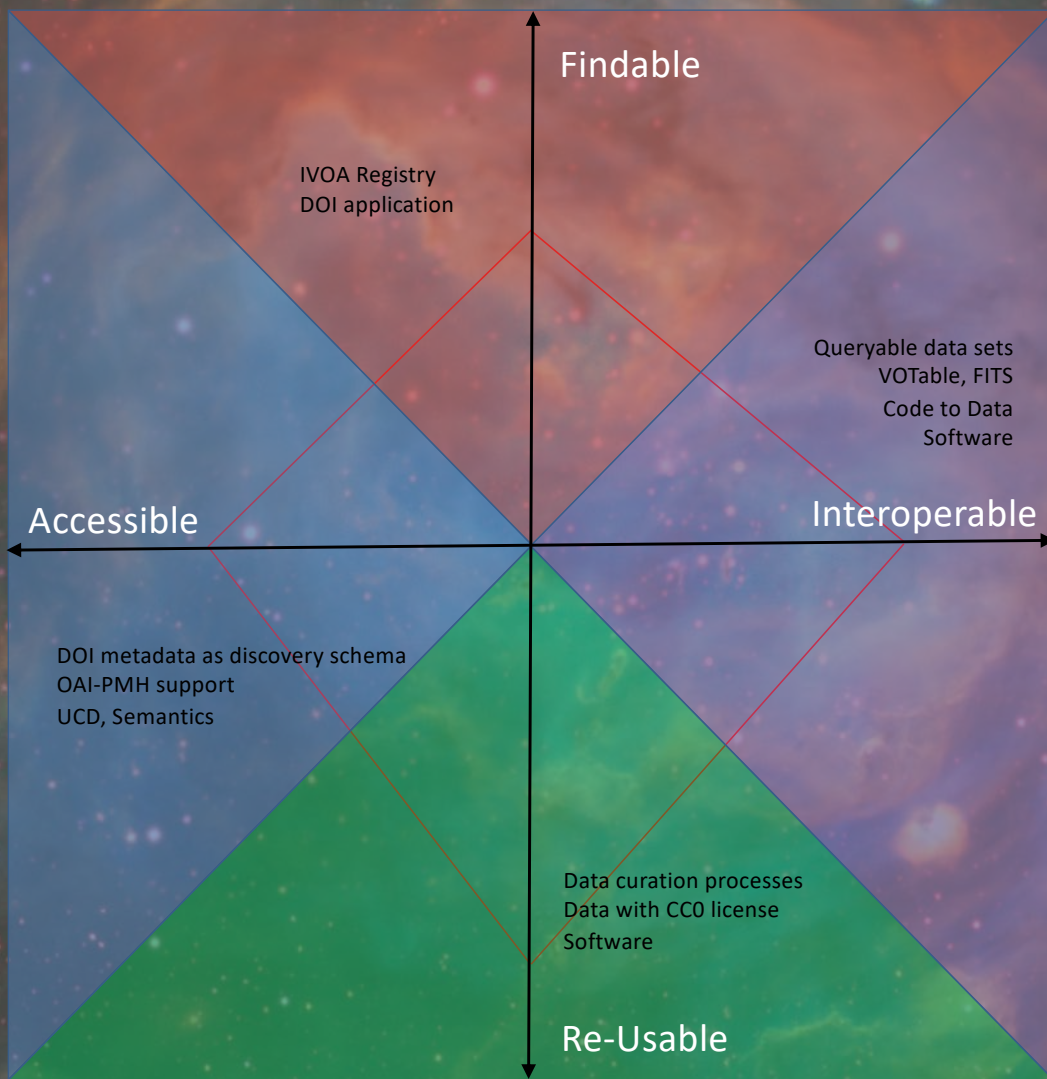 Findable
IVOA Registry
DOI application
Queryable data sets
VOTable, FITS
Code to Data
Software
Accessible
Interoperable
DOI metadata as discovery schema
OAI-PMH support
UCD, Semantics
Data curation processes
Data with CC0 license
Software
Re-Usable